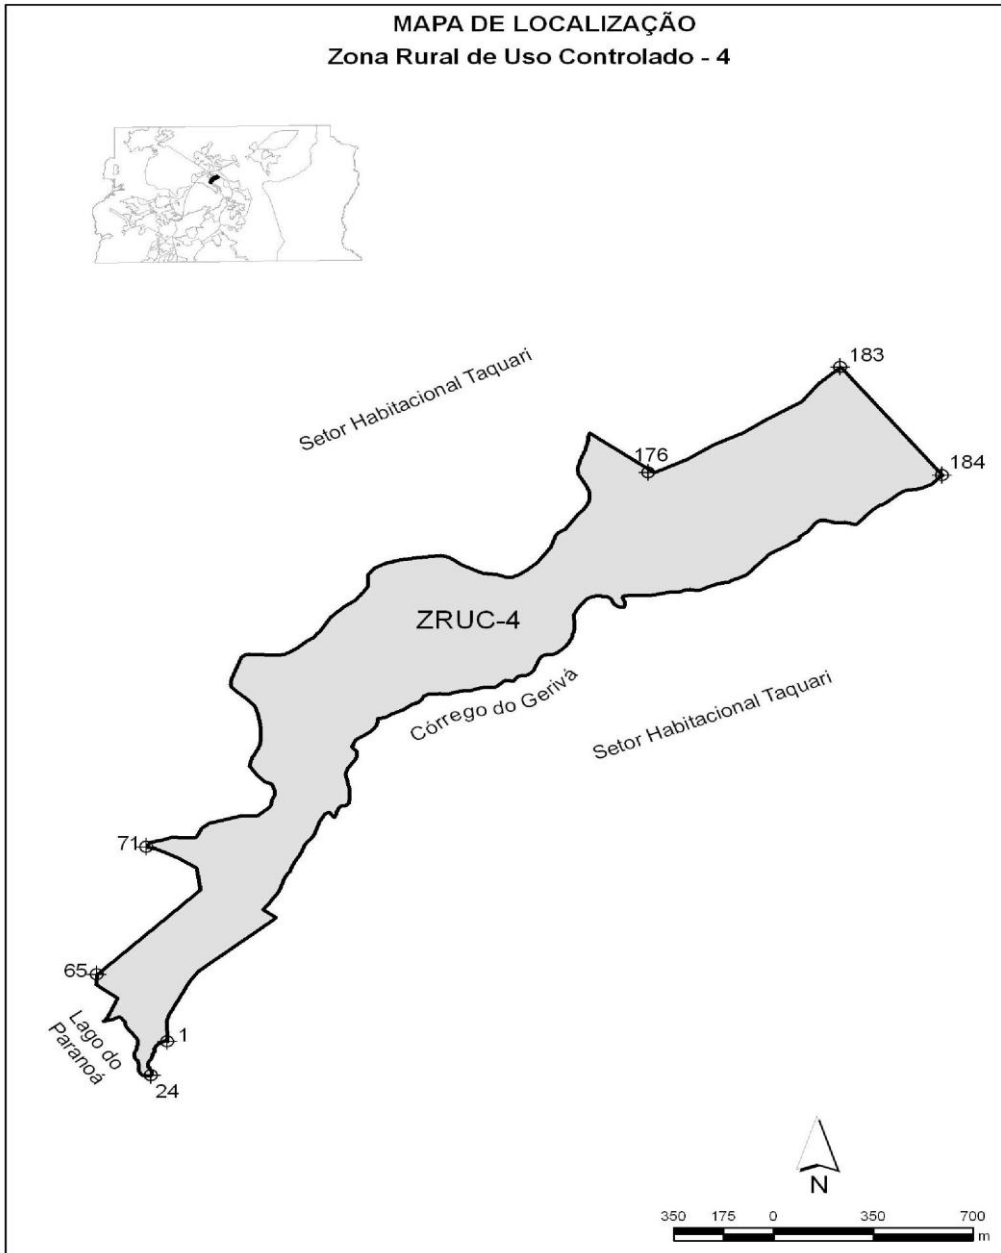 MAPA DE LOCALIZAÇÃO
Zona Rural de Uso Controlado - 4
183
Setor Habitacional Taquari
176
184
ZRUC-4
Córrego do Gerivá
Setor Habitacional Taquari
71
65
Lago do
Paranoá
1
24
N
350 175 0 350 700
m